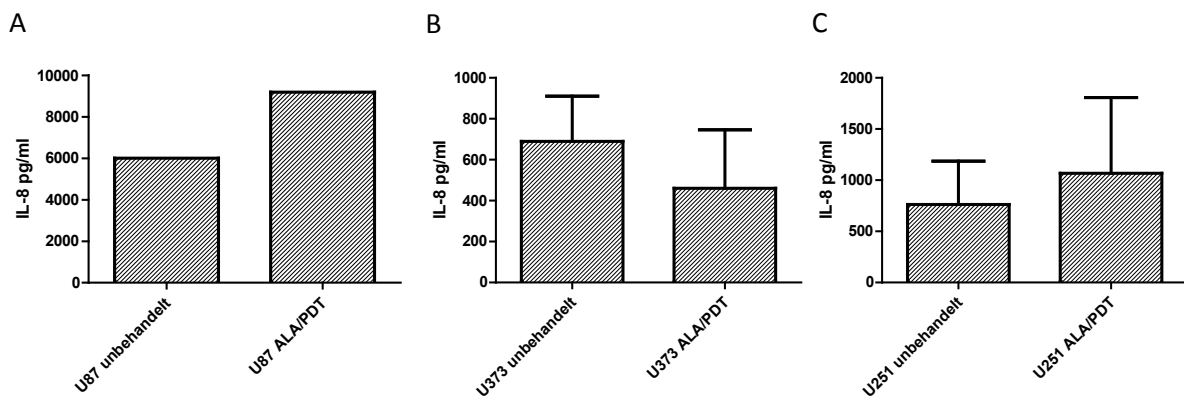 A
B
C
IL-8 pg/ml
10000
8000
6000
4000
2000
0
U87 unbehandelt
U87 ALA/PDT
IL-8 pg/ml
1000
800
600
400
200
0
U373 unbehandelt
U373 ALA/PDT
IL-8 pg/ml
2000
1500
1000
500
0
U251 unbehandelt
U251 ALA/PDT